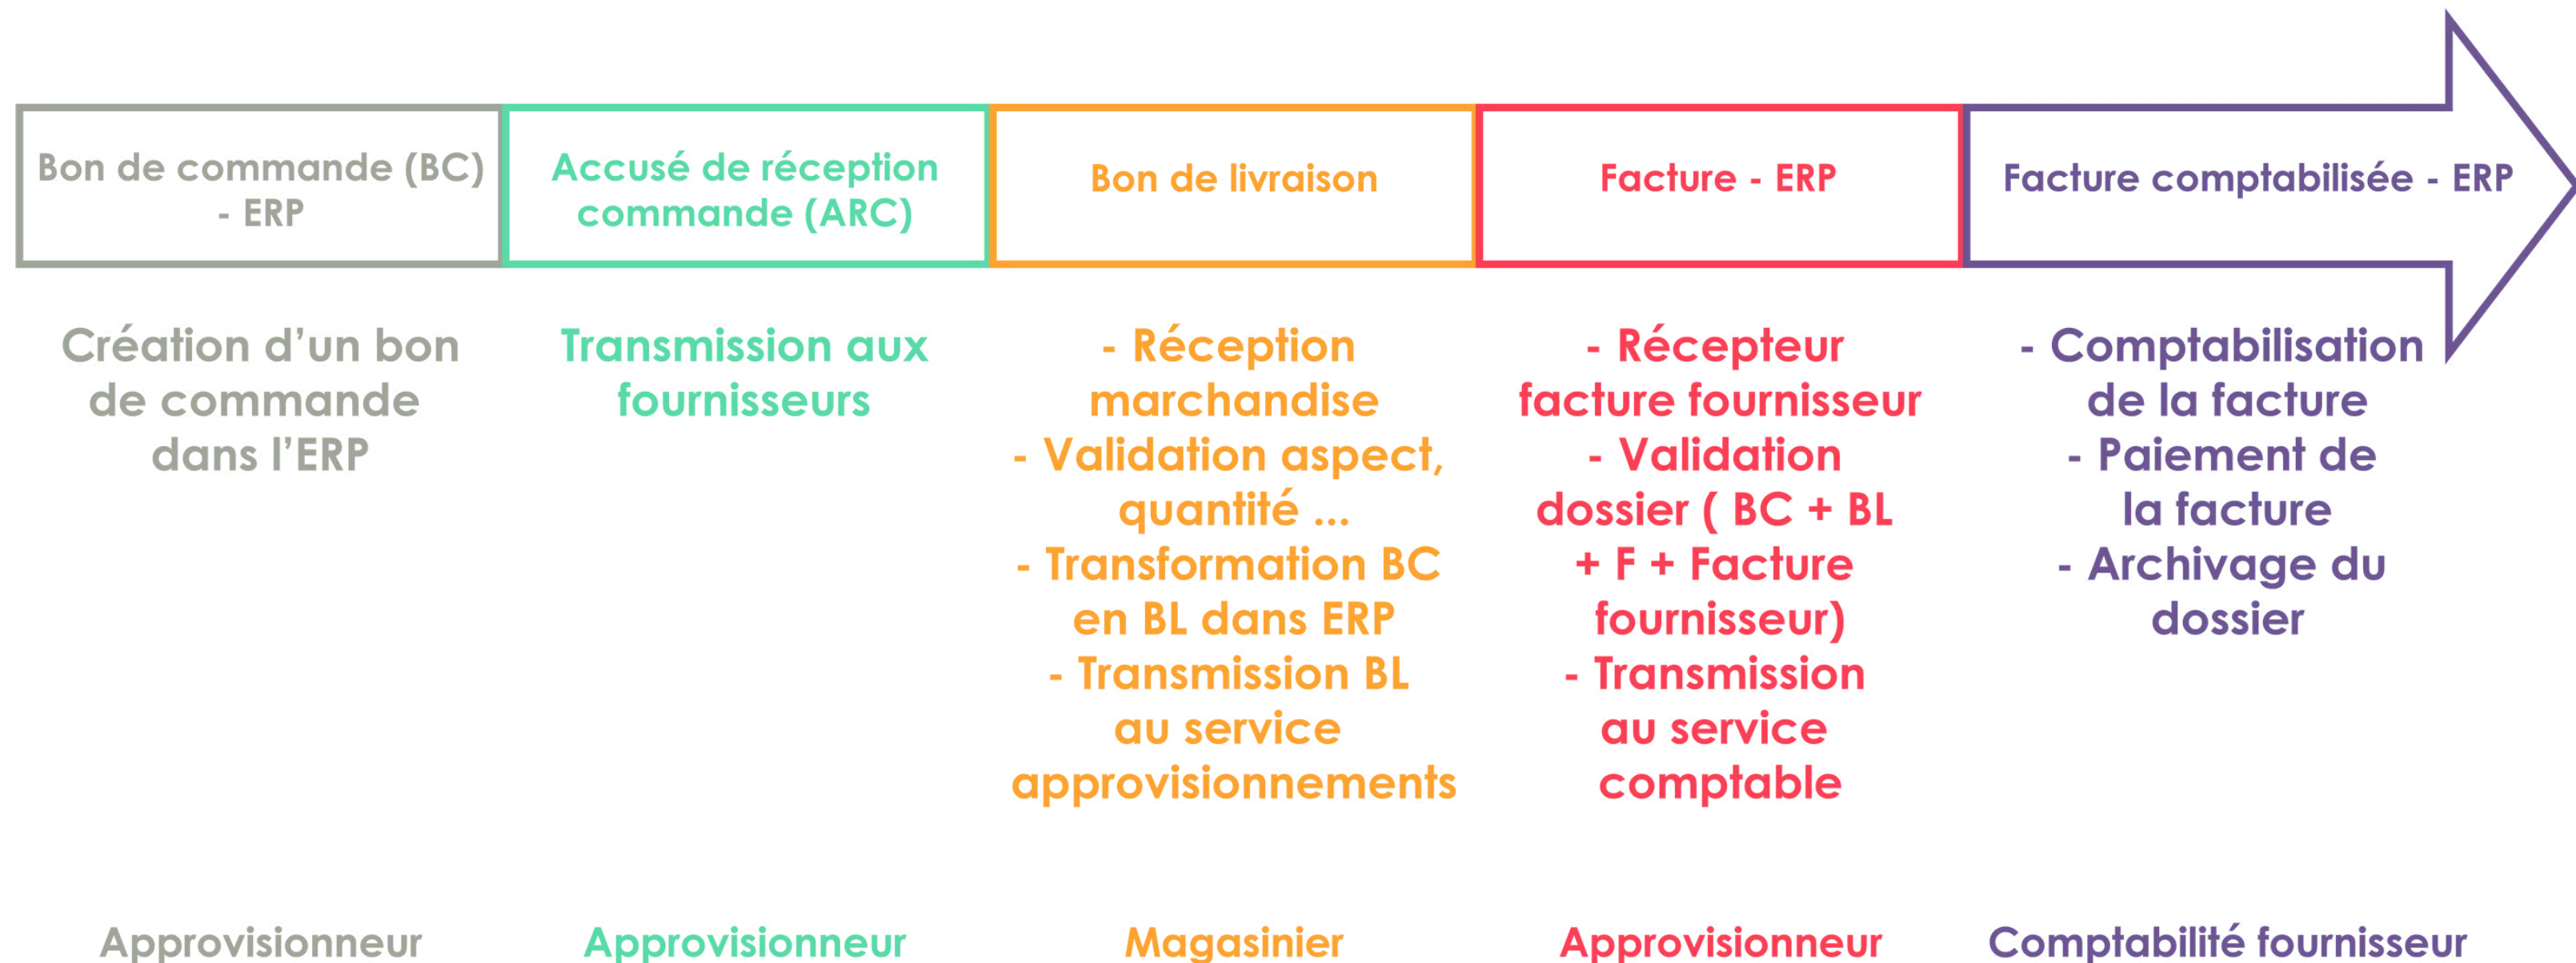 Bon de commande (BC)
- ERP
Accusé de réception
commande (ARC)
Bon de livraison
Facture - ERP
Facture comptabilisée - ERP
Création d’un bon
de commande
dans l’ERP
Transmission aux
fournisseurs
- Réception
marchandise
- Validation aspect,
quantité ...
- Transformation BC
en BL dans ERP
- Transmission BL
au service
approvisionnements
- Récepteur
facture fournisseur
- Validation
dossier ( BC + BL
+ F + Facture
fournisseur)
- Transmission
au service
comptable
- Comptabilisation
de la facture
- Paiement de
la facture
- Archivage du
dossier
Approvisionneur
Approvisionneur
Magasinier
Approvisionneur
Comptabilité fournisseur